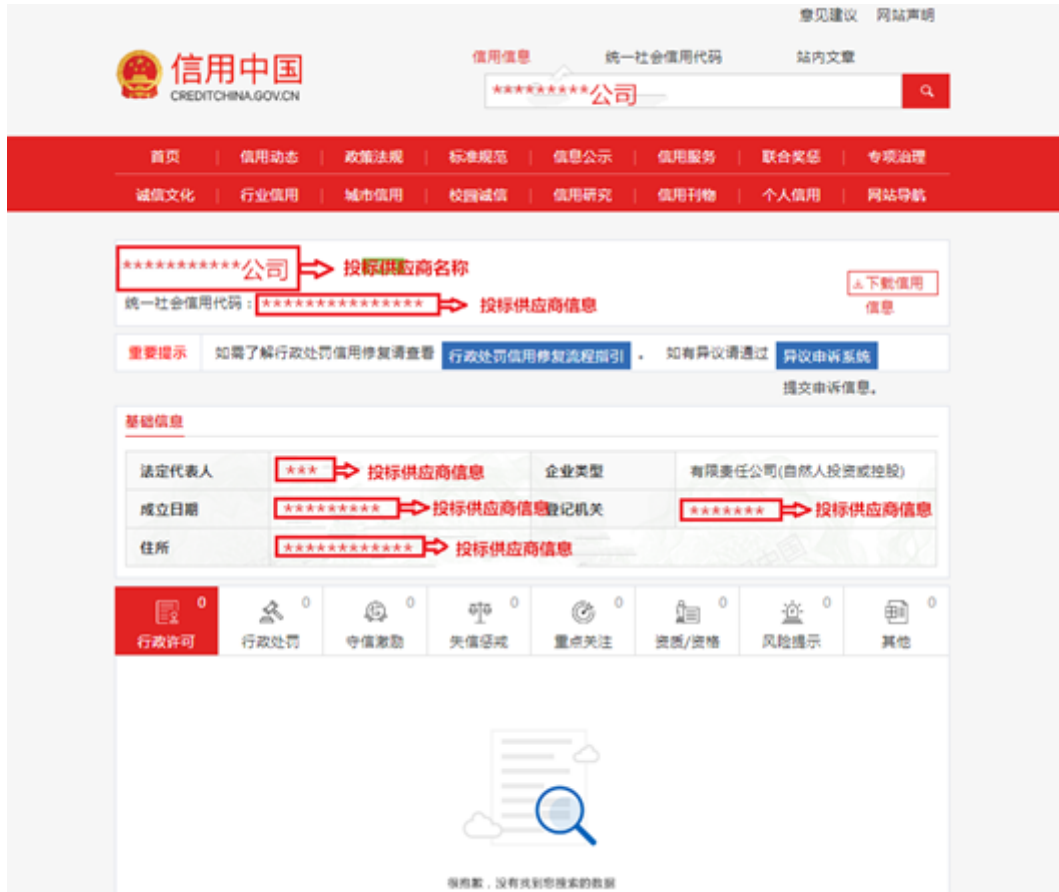 意见建议 网站声明
信用信息 统一社会信用代码 站内文章
信用中国
CREDITCHINA.GOV.CN
*********公司
首页 信用动态 政策法规 标准规范 信息公示 信用服务 联合奖惩 专项治理
诚信文化 行业信用 城市信用 校园诚信 信用研究 信用刊物 个人信用 网站导航
***********公司 投标供应商名称
统一社会信用代码：*************** 投标供应商信息
下载信用
信息
重要提示 如需了解行政处罚信用修复请查看 行政处罚信用修复流程指引 。 如有异议请通过 异议申诉系统
提交申诉信息。
基础信息
法定代表人 *** 投标供应商信息 企业类型 有限责任公司(自然人投资或控股)
成立日期 ********* 投标供应商信息 登记机关 ******* 投标供应商信息
住所 ************ 投标供应商信息
0 0 0 0 0 0 0 0
行政许可 行政处罚 守信激励 失信惩戒 重点关注 资质/资格 风险提示 其他
很抱歉，没有找到您搜索的数据